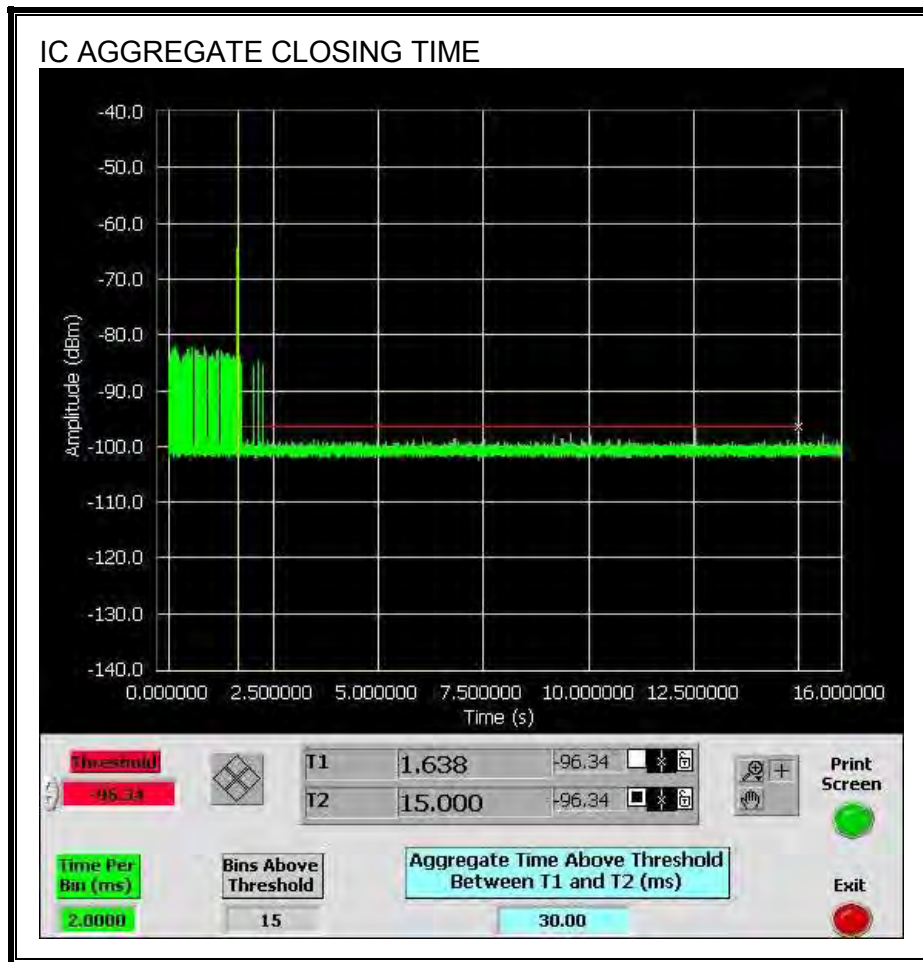 IC AGGREGATE CLOSING TIME
-40.0
-50.0
-60.0
-70.0
-80.0
-90.0
-100.0
-110.0
-120.0
-130.0
-140.0
Amplitude (dBm)
0.000000 2.500000 5.000000 7.500000 10.000000 12.500000 16.000000
Time (s)
Threshold
-96.34
T1 1.638 -96.34
T2 15.000 -96.34
Print
Screen
Time Per
Bin (ms)
2.0000
Bins Above
Threshold
15
Aggregate Time Above Threshold
Between T1 and T2 (ms)
30.00
Exit